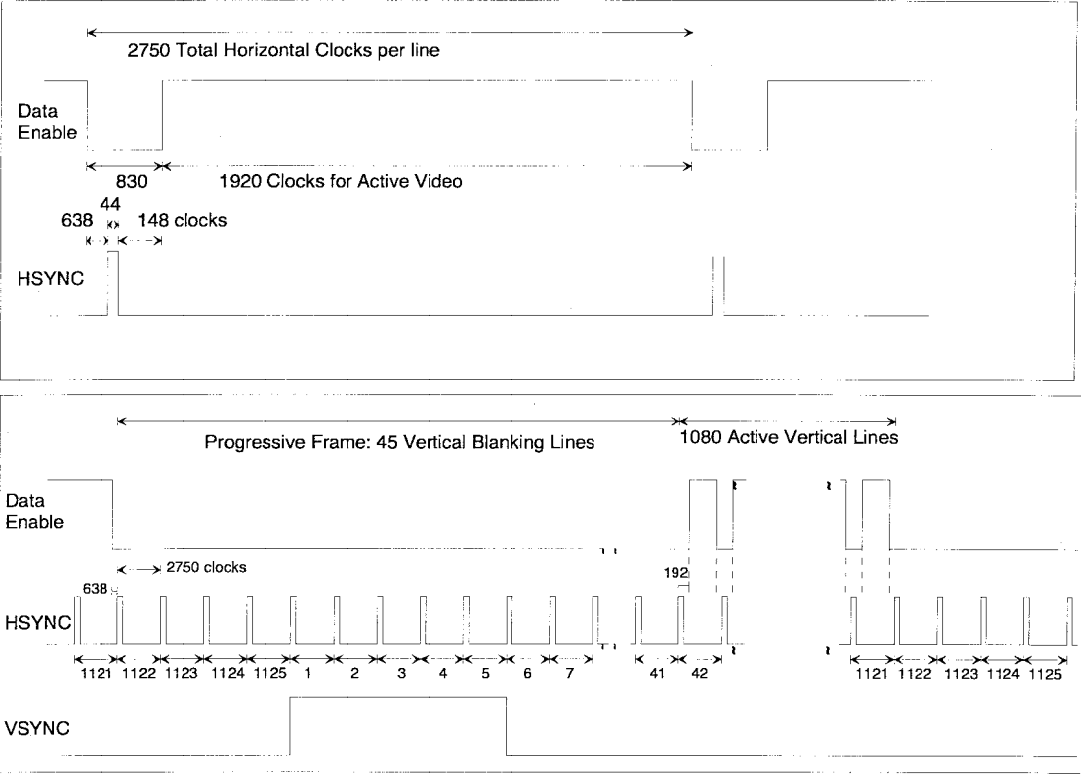 2750 Total Horizontal Clocks per line
Data
Enable
830
1920 Clocks for Active Video
44
638
148 clocks
HSYNC
Progressive Frame: 45 Vertical Blanking Lines
1080 Active Vertical Lines
Data
Enable
2750 clocks
638
192
HSYNC
1121 1122 1123 1124 1125 1 2 3 4 5 6 7 41 42 1121 1122 1123 1124 1125
VSYNC